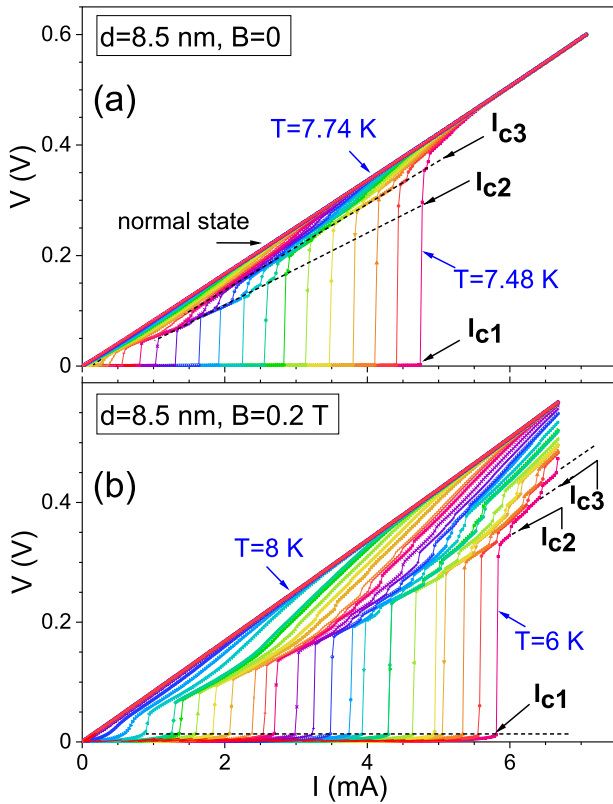 d=8.5 nm, B=0
(a)
T=7.74 K
normal state
Ic3
Ic2
T=7.48 K
Ic1
V (V)
0.6
0.4
0.2
0
d=8.5 nm, B=0.2 T
(b)
T=8 K
Ic3
Ic2
T=6 K
Ic1
V (V)
0.4
0.2
0
0 2 4 6
I (mA)